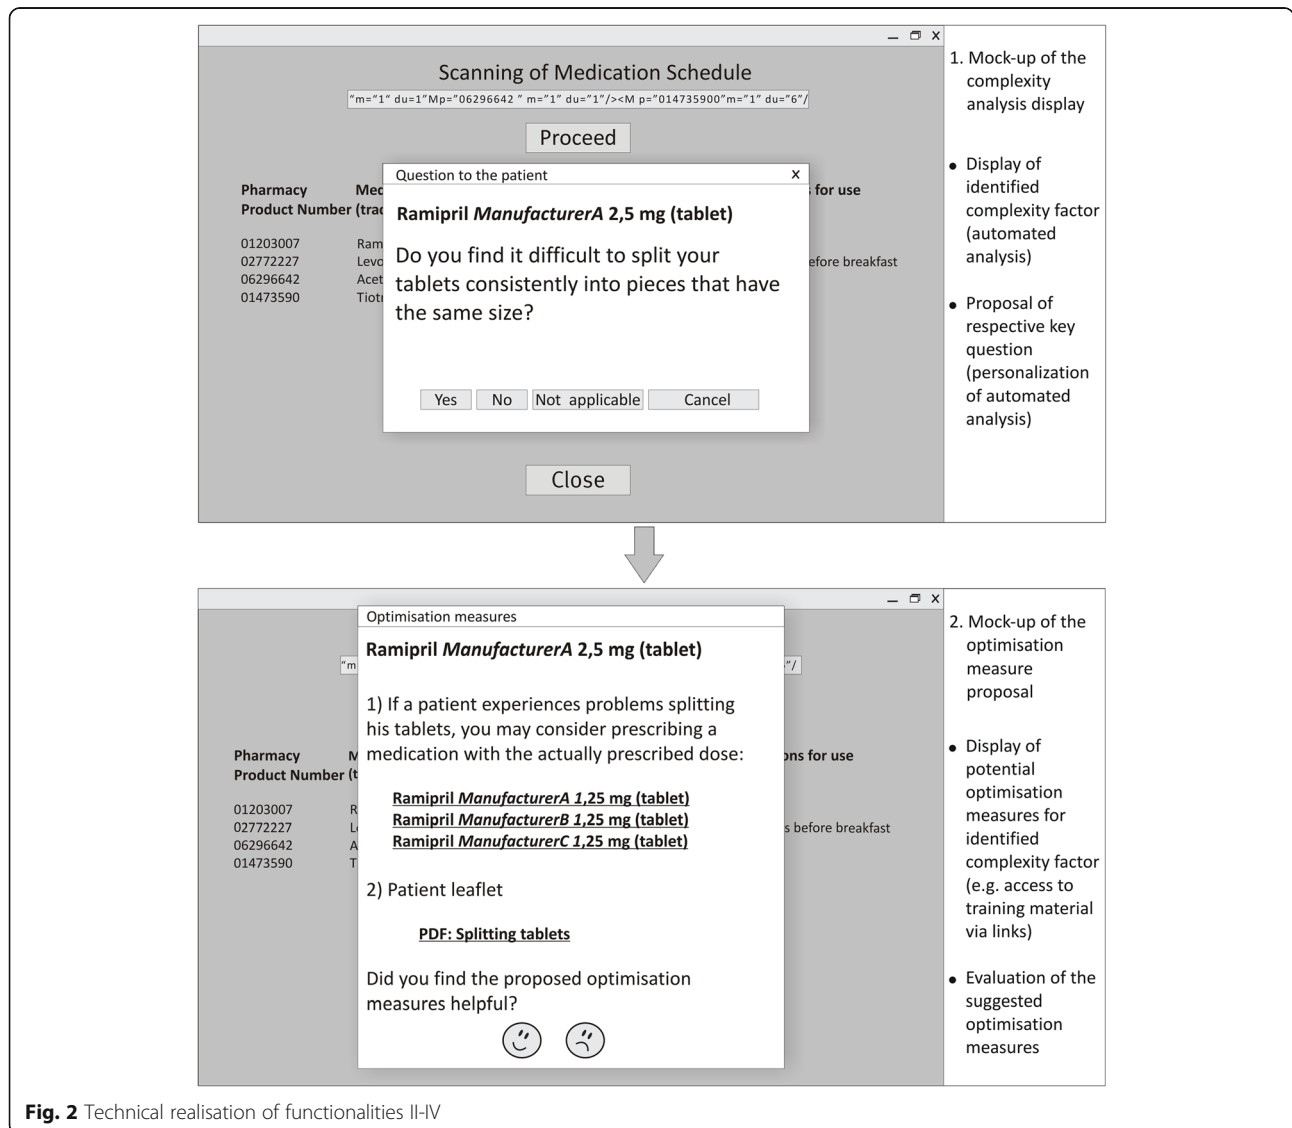 Scanning of Medication Schedule
"m="1" du=1"Mp="06296642 " m="1" du="1"/><M p="014735900"m="1" du="6"/
Proceed
Question to the patient
x
Pharmacy
Product Number
Med
(trad
s for use
Ramipril ManufacturerA 2,5 mg (tablet)
Do you find it difficult to split your
tablets consistently into pieces that have
the same size?
01203007 Ram
02772227 Levo
efore breakfast
06296642 Acet
01473590 Tiotr
Yes No Not applicable Cancel
Close
1. Mock-up of the
complexity
analysis display
• Display of
identified
complexity factor
(automated
analysis)
• Proposal of
respective key
question
(personalization
of automated
analysis)
Optimisation measures
Ramipril ManufacturerA 2,5 mg (tablet)
"m
"/
1) If a patient experiences problems splitting
his tablets, you may consider prescribing a
medication with the actually prescribed dose:
Pharmacy
Product Number
M
(t
ons for use
Ramipril ManufacturerA 1,25 mg (tablet)
Ramipril ManufacturerB 1,25 mg (tablet)
Ramipril ManufacturerC 1,25 mg (tablet)
01203007 R
02772227 Le
s before breakfast
06296642 A
01473590 T
2) Patient leaflet
PDF: Splitting tablets
Did you find the proposed optimisation
measures helpful?
2. Mock-up of the
optimisation
measure
proposal
• Display of
potential
optimisation
measures for
identified
complexity factor
(e.g. access to
training material
via links)
• Evaluation of the
suggested
optimisation
measures
Fig. 2 Technical realisation of functionalities II-IV